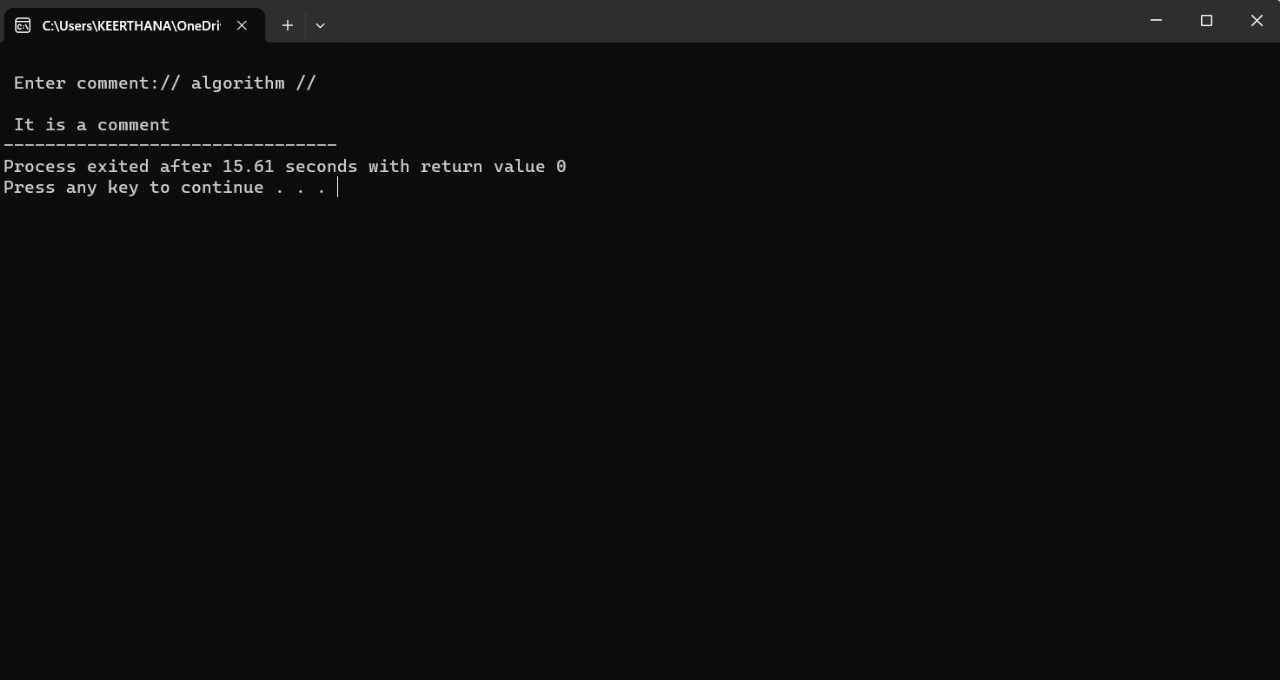 C:\Users\KEERTHANA\OneDri
Enter comment:// algorithm //
It is a comment
--------------------------------
Process exited after 15.61 seconds with return value 0
Press any key to continue . . .